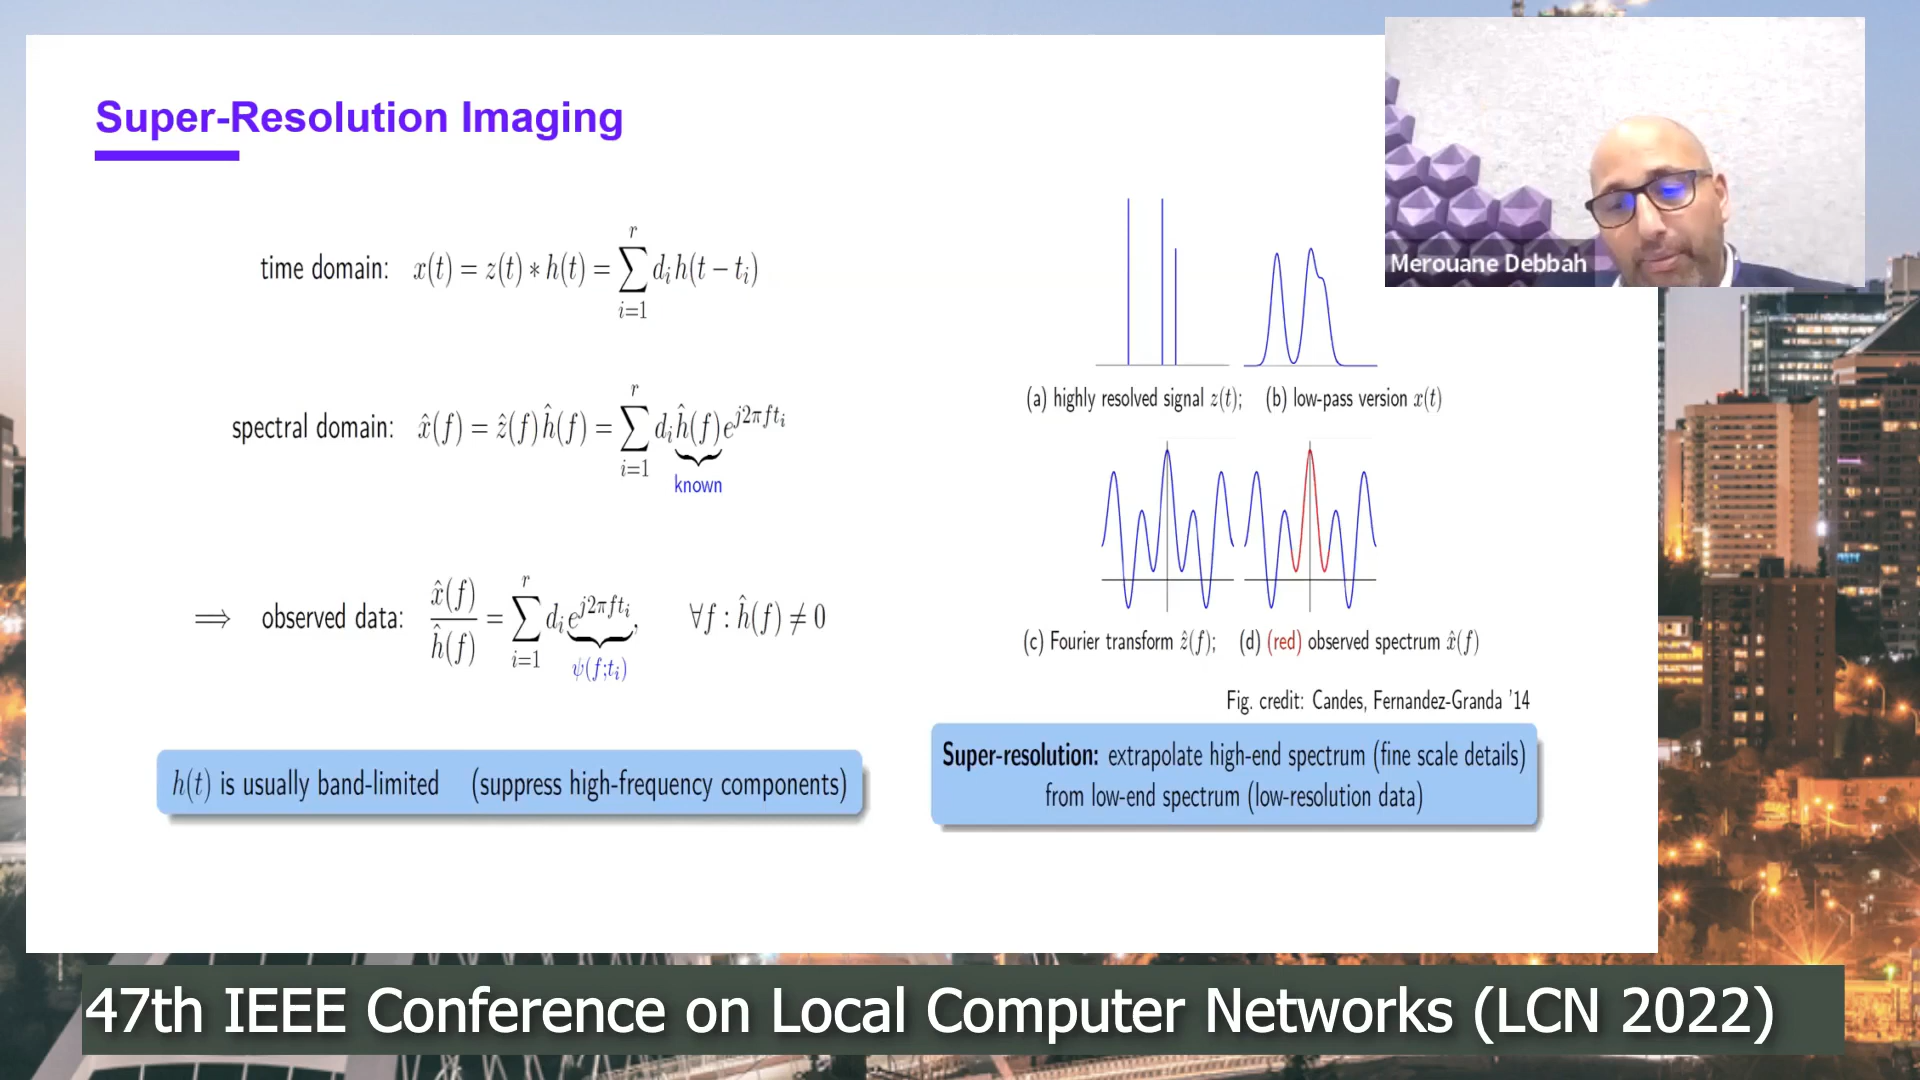 Super-Resolution Imaging
Merouane Debbah
time domain: x(t) = z(t) ∗ h(t) = ∑_{i=1}^{r} d_i h(t − t_i)
spectral domain: x̂(f) = ẑ(f) ĥ(f) = ∑_{i=1}^{r} d_i ĥ(f) e^{j2πft_i}
known
⟹ observed data: x̂(f) / ĥ(f) = ∑_{i=1}^{r} d_i e^{j2πft_i}, ∀f : ĥ(f) ≠ 0
ψ(f;t_i)
h(t) is usually band-limited (suppress high-frequency components)
(a) highly resolved signal z(t); (b) low-pass version x(t)
(c) Fourier transform ẑ(f); (d) (red) observed spectrum x̂(f)
Fig. credit: Candes, Fernandez-Granda '14
Super-resolution: extrapolate high-end spectrum (fine scale details)
from low-end spectrum (low-resolution data)
47th IEEE Conference on Local Computer Networks (LCN 2022)